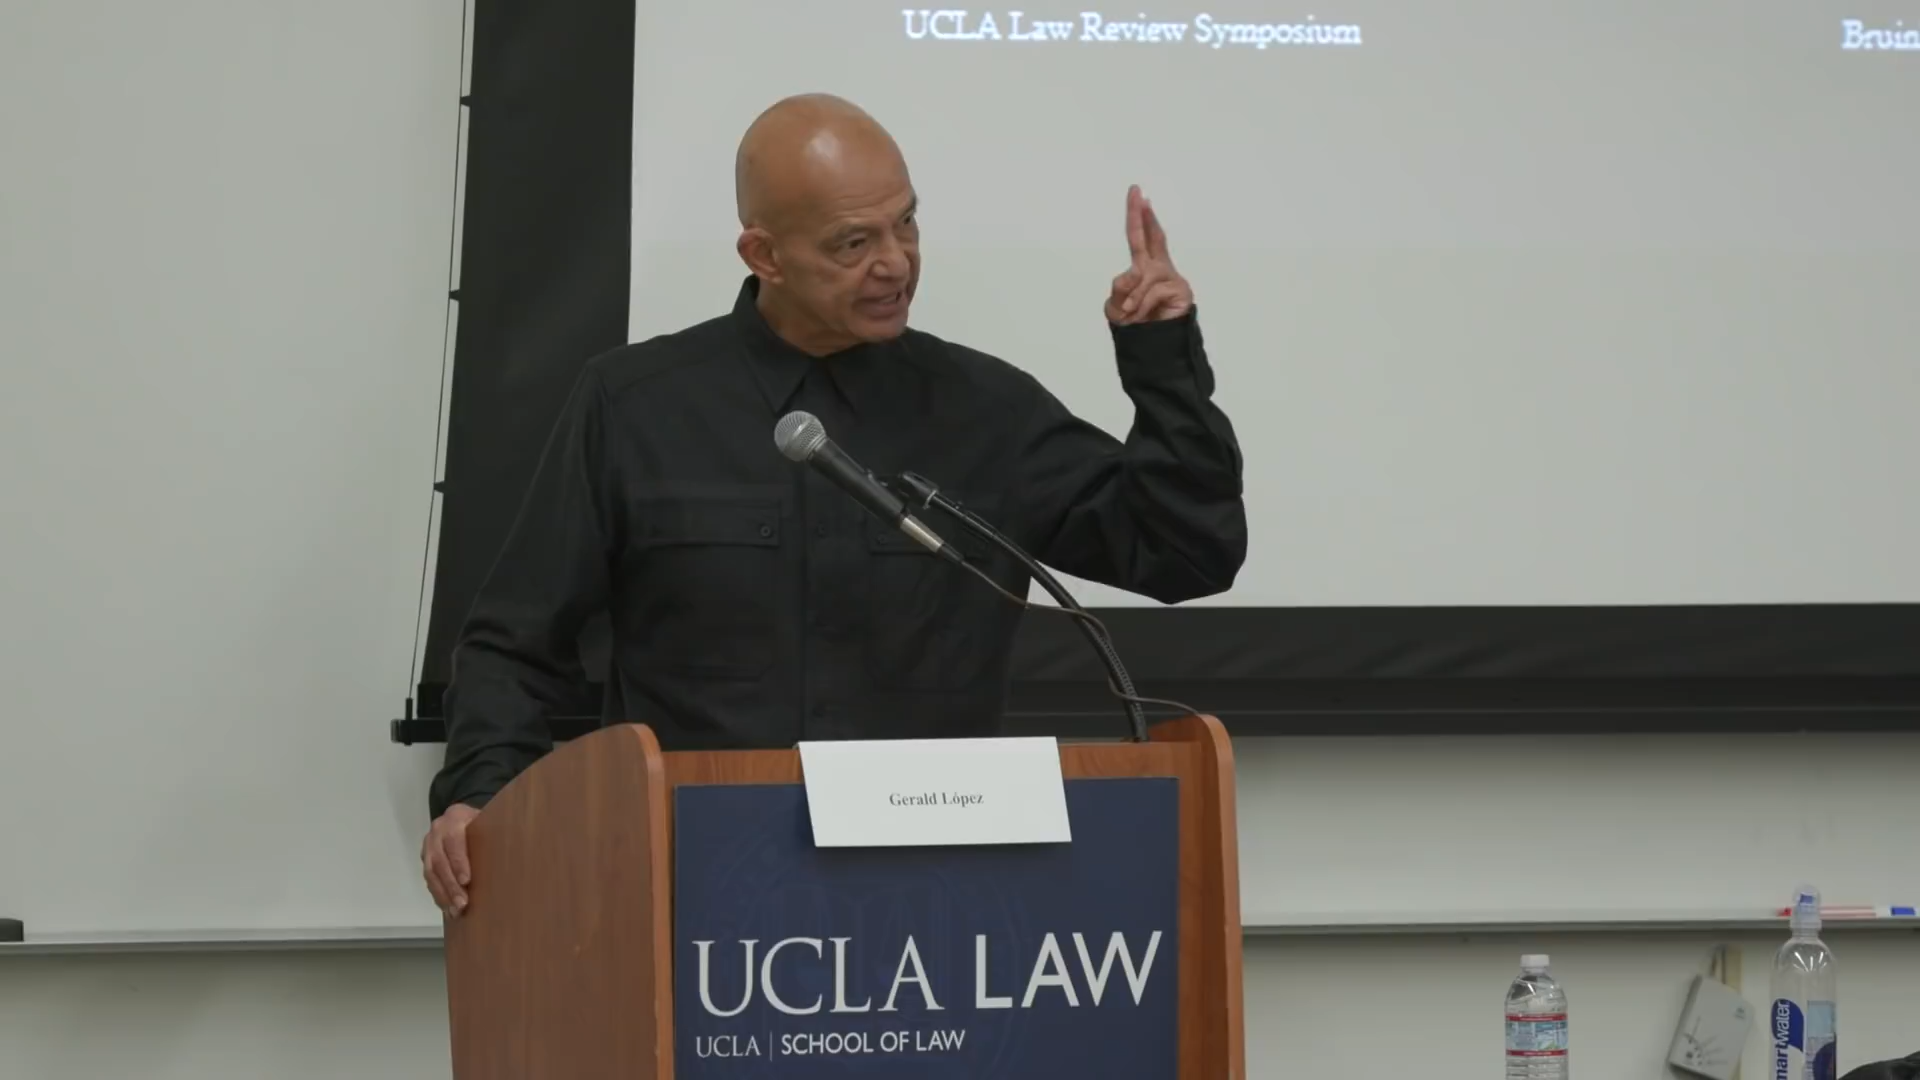 UCLA Law Review Symposium
Bruin
Gerald López
UCLA LAW
UCLA | SCHOOL OF LAW
smartwater